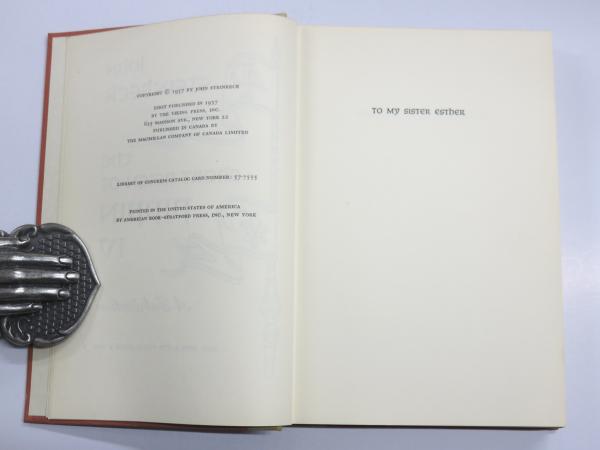 COPYRIGHT © 1957 BY JOHN STEINBECK
FIRST PUBLISHED IN 1957
BY THE VIKING PRESS, INC.
625 MADISON AVE., NEW YORK 22
PUBLISHED IN CANADA BY
THE MACMILLAN COMPANY OF CANADA LIMITED
LIBRARY OF CONGRESS CATALOG CARD NUMBER: 57-7555
PRINTED IN THE UNITED STATES OF AMERICA
BY AMERICAN BOOK–STRATFORD PRESS, INC., NEW YORK
TO MY SISTER ESTHER